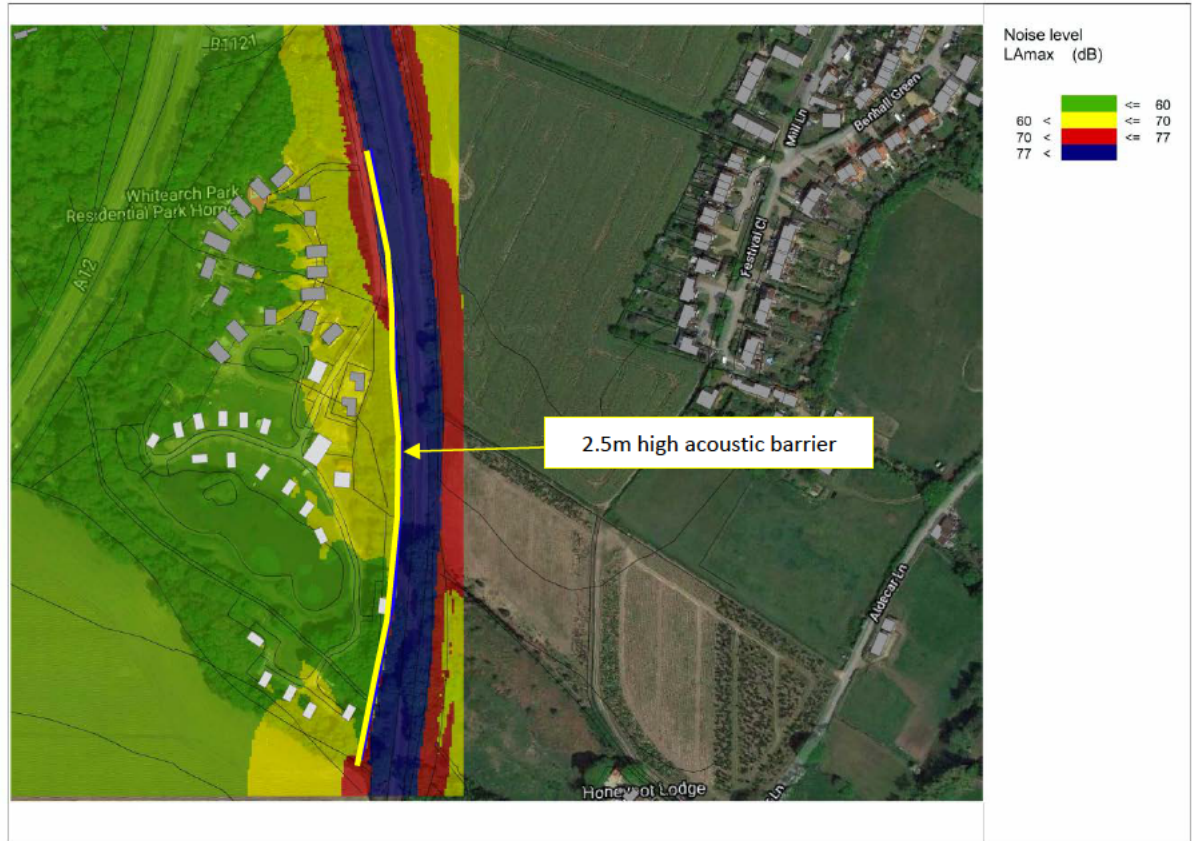 Noise level
LAmax (dB)
<= 60
60 < <= 70
70 < <= 77
77 <
B1121
Mill Ln
Benhall Green
Whitearch Park
Residential Park Home
A12
Festival Cl
2.5m high acoustic barrier
Aldecar Ln
Lodge
Ln